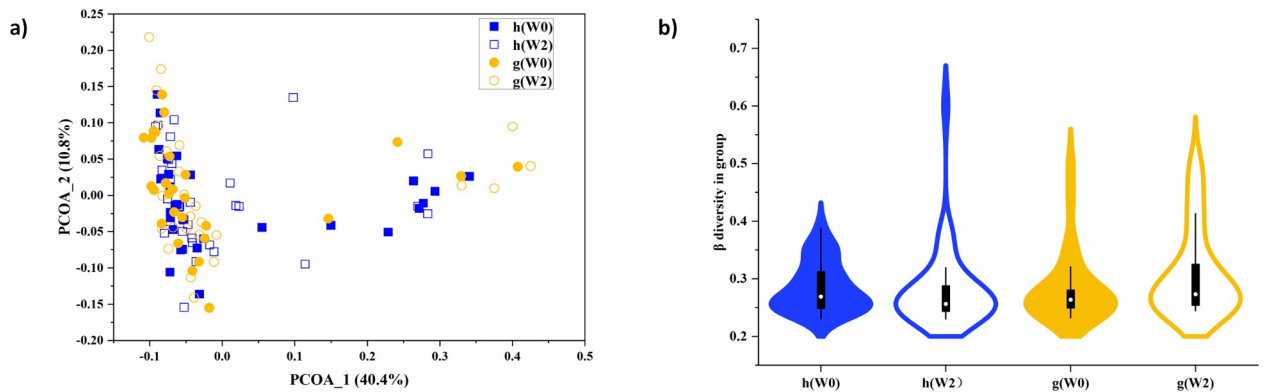 a)
PCOA_2 (10.8%)
0.25
0.20
0.15
0.10
0.05
0.00
-0.05
-0.10
-0.15
-0.20
h(W0)
h(W2)
g(W0)
g(W2)
-0.1
0.0
0.1
0.2
0.3
0.4
0.5
PCOA_1 (40.4%)
b)
β diversity in group
0.7
0.6
0.5
0.4
0.3
0.2
h(W0)
h(W2）
g(W0)
g(W2)